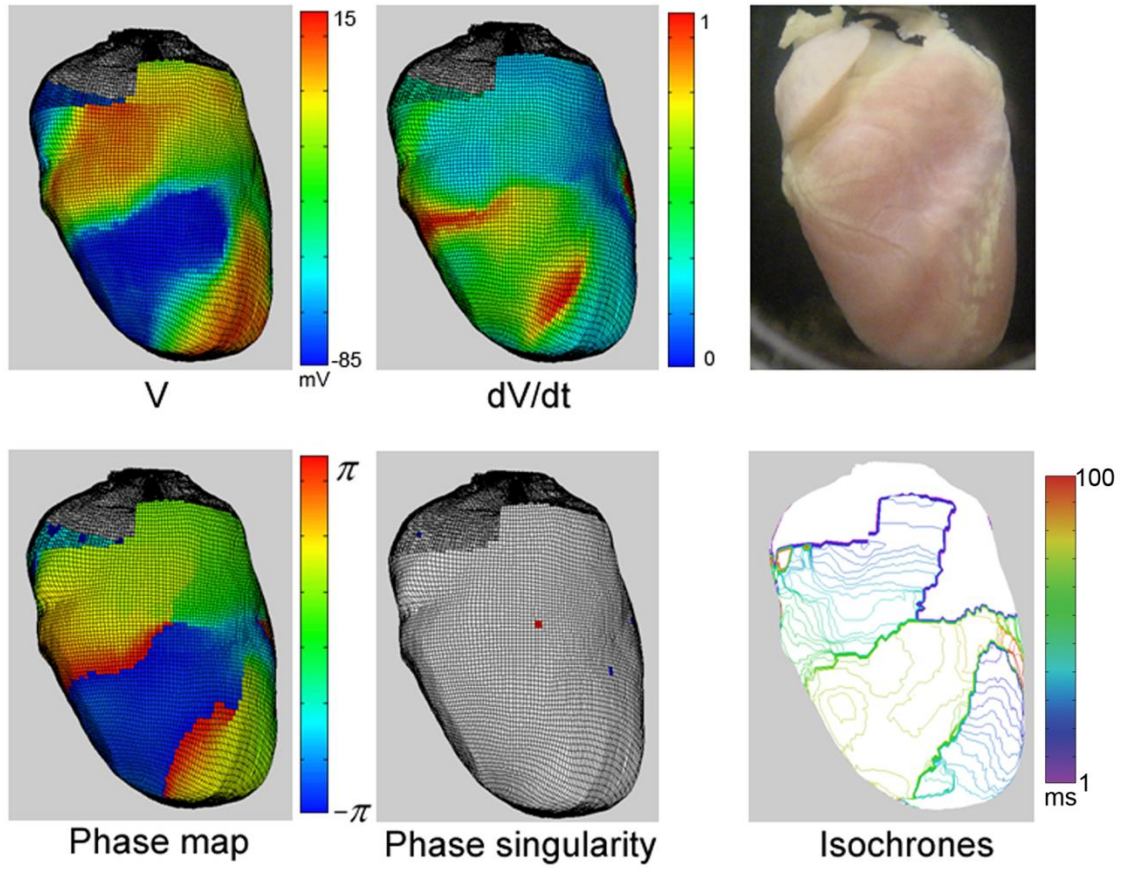 15
-85
mV
V
1
0
dV/dt
π
-π
Phase map
Phase singularity
100
1
ms
Isochrones